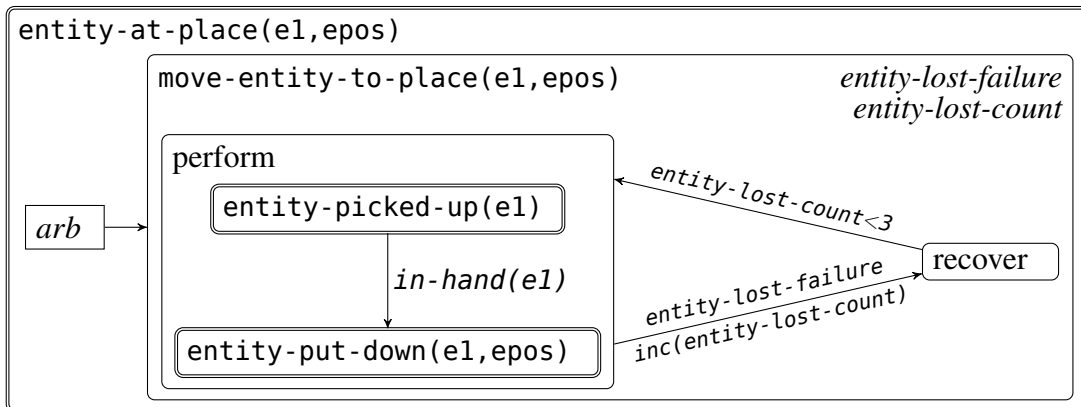 entity-at-place(e1,epos)
move-entity-to-place(e1,epos)
entity-lost-failure
entity-lost-count
perform
entity-picked-up(e1)
arb
in-hand(e1)
entity-put-down(e1,epos)
entity-lost-count<3
recover
entity-lost-failure
inc(entity-lost-count)